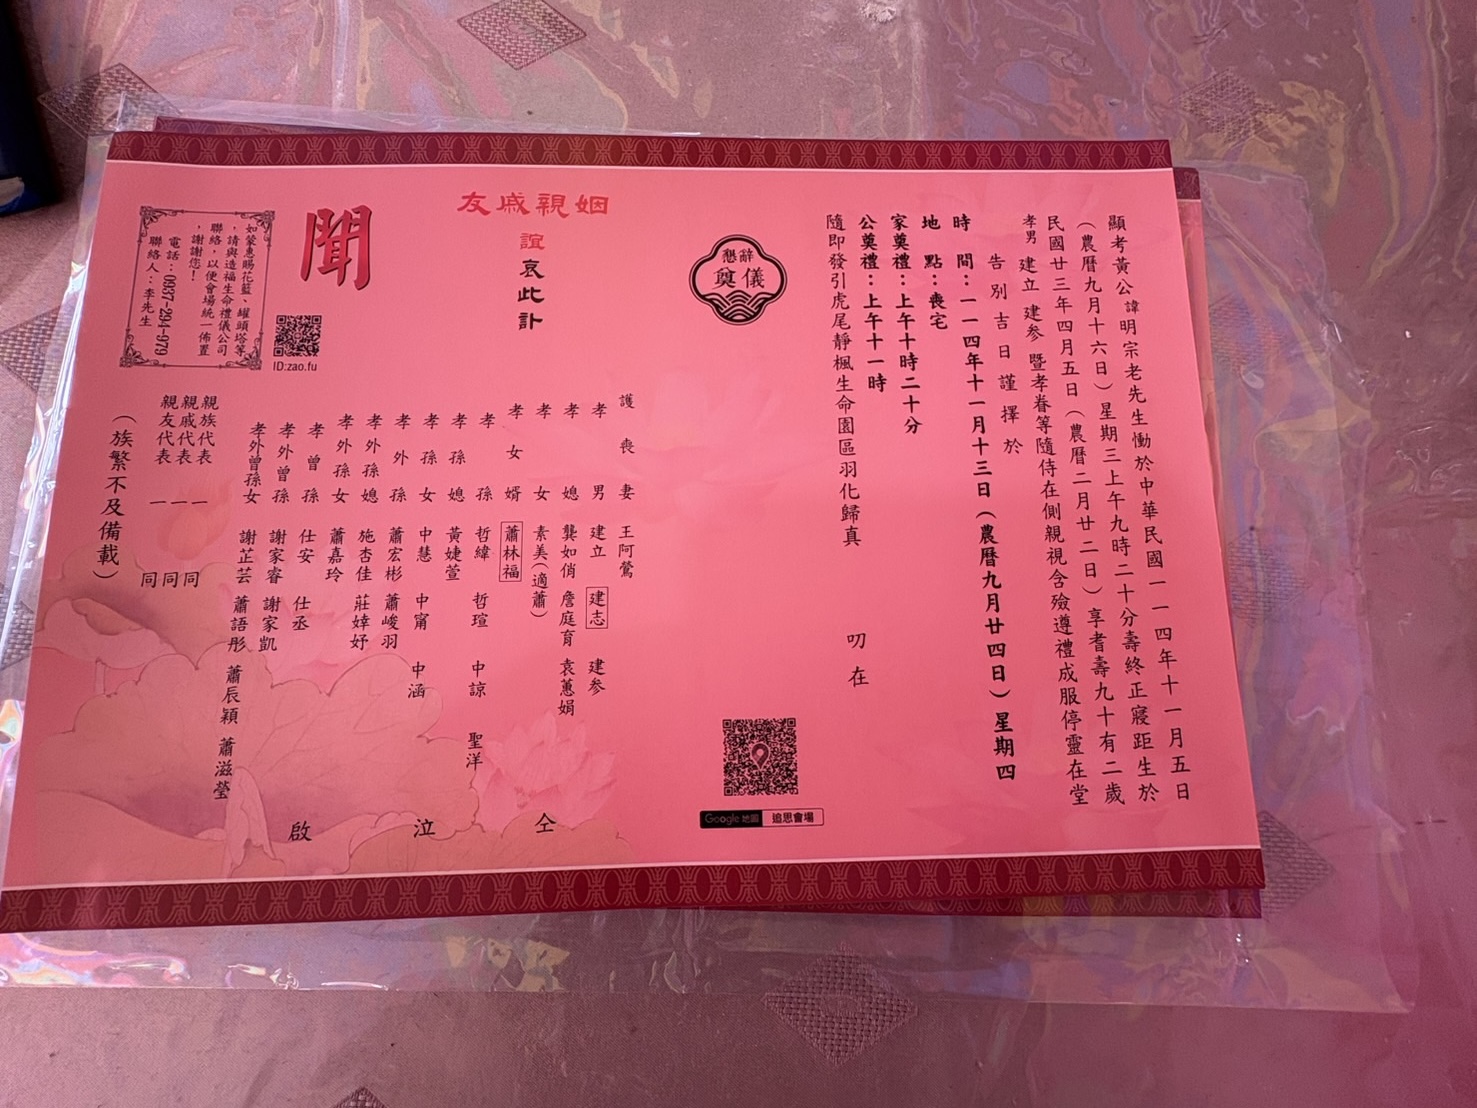 顯考黃公諱明宗老先生慟於中華民國一一四年十一月五日
（農曆九月十六日）星期三上午九時二十分壽終正寢距生於
民國廿三年四月五日（農曆二月廿二日）享耆壽九十有二歲
孝男 建立 建參 暨孝眷等隨侍在側親視含殮遵禮成服停靈在堂
告別吉日謹擇於
時間：一一四年十一月十三日（農曆九月廿四日）星期四
地點：喪宅
家奠禮：上午十時二十分
公奠禮：上午十一時
隨即發引虎尾靜楓生命園區羽化歸真
叨在
懇辭
奠儀
Google 地圖 追思會場
姻親戚友
誼哀此訃
聞
護喪妻 王阿鶯
孝男 建立 建志 建參
孝媳 龔如俏 詹庭育 袁蕙娟
孝女 素美（適蕭）
孝女婿 蕭林福
孝孫 哲緯 哲瑄 中諒 聖洋
孝孫媳 黃婕萱
孝孫女 中慧 中甯 中涵
孝外孫 蕭宏彬 蕭峻羽
孝外孫媳 施杏佳 莊婞妤
孝外孫女 蕭嘉玲
孝曾孫 仕安 仕丞
孝外曾孫 謝家睿 謝家凱
孝外曾孫女 謝芷芸 蕭語彤 蕭辰穎 蕭滋瑩
親族代表一同
親戚代表一同
親友代表一同
（族繁不及備載）
仝泣啟
如蒙惠賜花籃、罐頭塔等
，請與造福生命禮儀公司
聯絡，以便會場統一佈置
，謝謝您！
電話：0937-294-979
聯絡人：李先生
ID:zao.fu